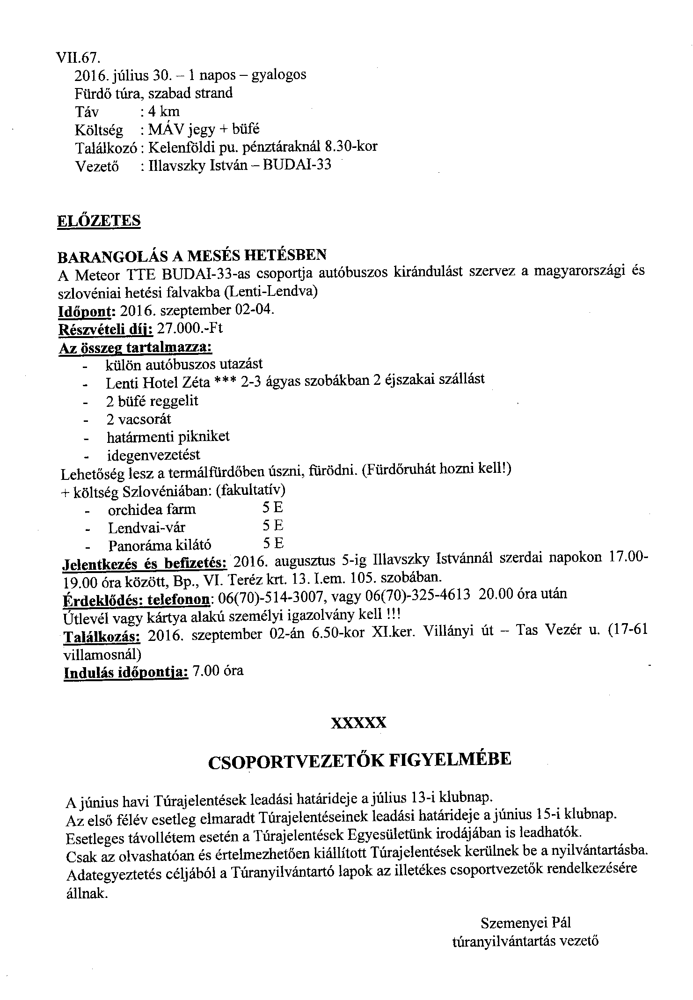 VII.67.
2016. július 30. – 1 napos – gyalogos
Fürdő túra, szabad strand
Táv : 4 km
Költség : MÁV jegy + büfé
Találkozó : Kelenföldi pu. pénztáraknál 8.30-kor
Vezető : Illavszky István – BUDAI-33
ELŐZETES
BARANGOLÁS A MESÉS HETÉSBEN
A Meteor TTE BUDAI-33-as csoportja autóbuszos kirándulást szervez a magyarországi és
szlovéniai hetési falvakba (Lenti-Lendva)
Időpont: 2016. szeptember 02-04.
Részvételi díj: 27.000.-Ft
Az összeg tartalmazza:
- külön autóbuszos utazást
- Lenti Hotel Zéta *** 2-3 ágyas szobákban 2 éjszakai szállást
- 2 büfé reggelit
- 2 vacsorát
- határmenti pikniket
- idegenvezetést
Lehetőség lesz a termálfürdőben úszni, fürödni. (Fürdőruhát hozni kell!)
+ költség Szlovéniában: (fakultatív)
- orchidea farm 5 E
- Lendvai-vár 5 E
- Panoráma kilátó 5 E
Jelentkezés és befizetés: 2016. augusztus 5-ig Illavszky Istvánnál szerdai napokon 17.00-
19.00 óra között, Bp., VI. Teréz krt. 13. I.em. 105. szobában.
Érdeklődés: telefonon: 06(70)-514-3007, vagy 06(70)-325-4613 20.00 óra után
Útlevél vagy kártya alakú személyi igazolvány kell !!!
Találkozás: 2016. szeptember 02-án 6.50-kor XI.ker. Villányi út – Tas Vezér u. (17-61
villamosnál)
Indulás időpontja: 7.00 óra
XXXXX
CSOPORTVEZETŐK FIGYELMÉBE
A június havi Túrajelentések leadási határideje a július 13-i klubnap.
Az első félév esetleg elmaradt Túrajelentéseinek leadási határideje a június 15-i klubnap.
Esetleges távollétem esetén a Túrajelentések Egyesületünk irodájában is leadhatók.
Csak az olvashatóan és értelmezhetően kiállított Túrajelentések kerülnek be a nyilvántartásba.
Adategyeztetés céljából a Túranyilvántartó lapok az illetékes csoportvezetők rendelkezésére
állnak.
Szemenyei Pál
túranyilvántartás vezető